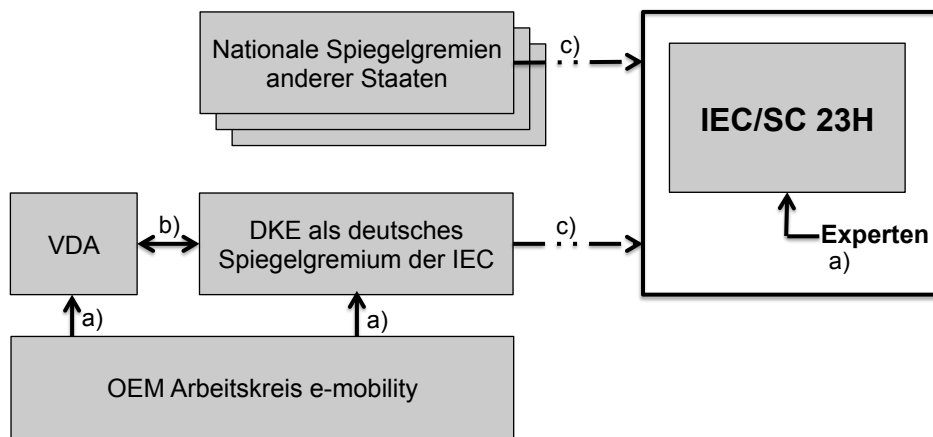 Nationale Spiegelgremien
anderer Staaten
c)
IEC/SC 23H
Experten
a)
VDA
b)
DKE als deutsches
Spiegelgremium der IEC
c)
a)
a)
OEM Arbeitskreis e-mobility